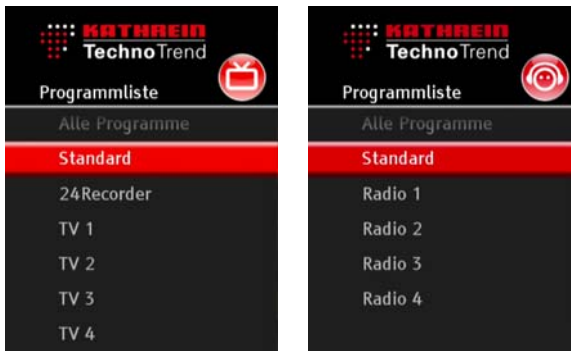 KATHREIN
TechnoTrend
Programmliste
Alle Programme
Standard
24Recorder
TV 1
TV 2
TV 3
TV 4
KATHREIN
TechnoTrend
Programmliste
Alle Programme
Standard
Radio 1
Radio 2
Radio 3
Radio 4